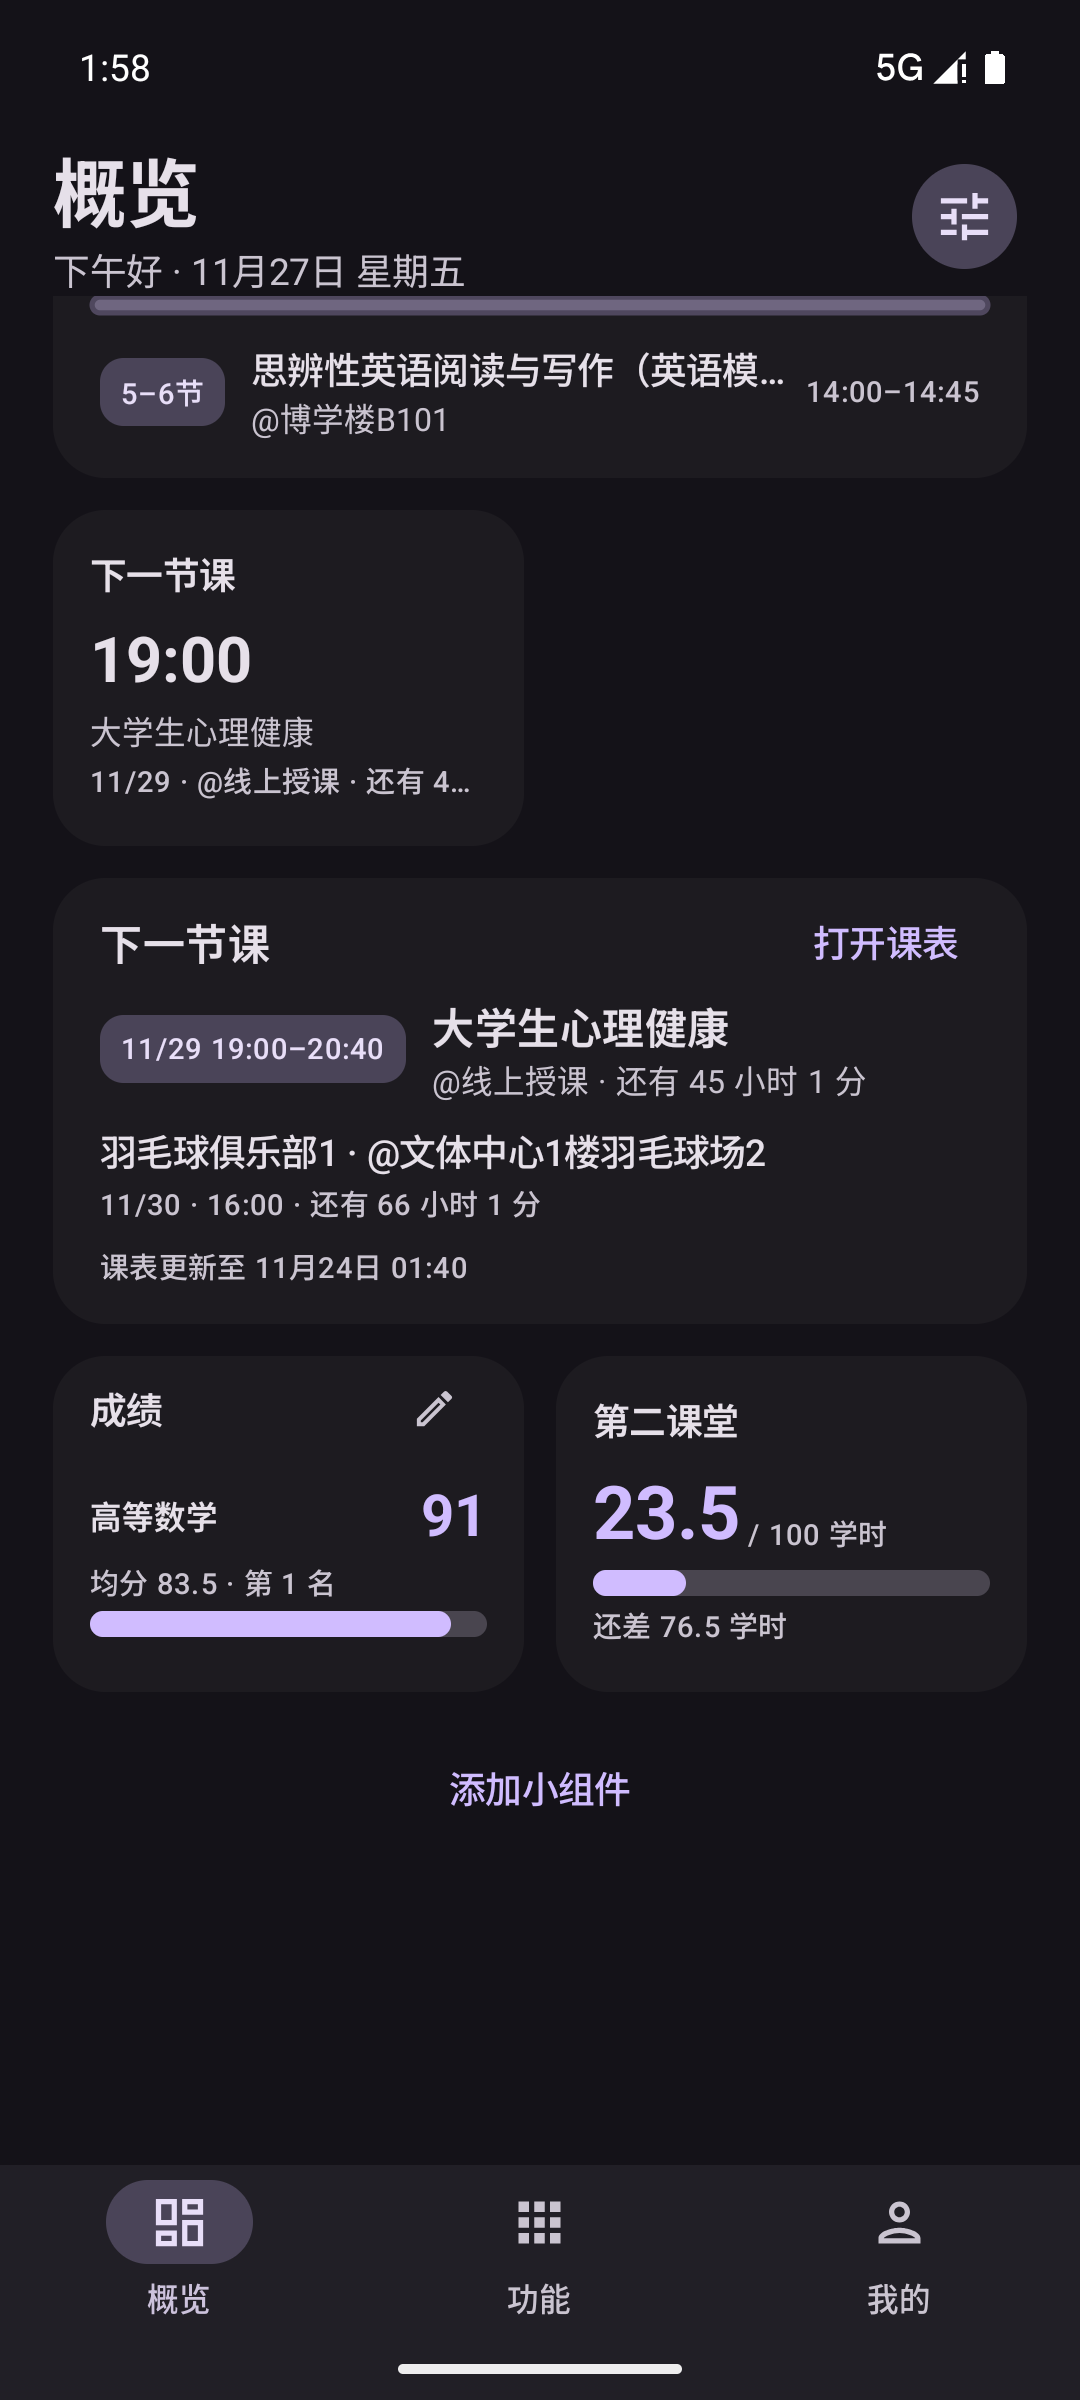 1:58
5G
概览
下午好 · 11月27日 星期五
5–6节
思辨性英语阅读与写作（英语模…
14:00–14:45
@博学楼B101
下一节课
19:00
大学生心理健康
11/29 · @线上授课 · 还有 4…
下一节课
打开课表
11/29 19:00–20:40
大学生心理健康
@线上授课 · 还有 45 小时 1 分
羽毛球俱乐部1 · @文体中心1楼羽毛球场2
11/30 · 16:00 · 还有 66 小时 1 分
课表更新至 11月24日 01:40
成绩
高等数学
91
均分 83.5 · 第 1 名
第二课堂
23.5 / 100 学时
还差 76.5 学时
添加小组件
概览
功能
我的